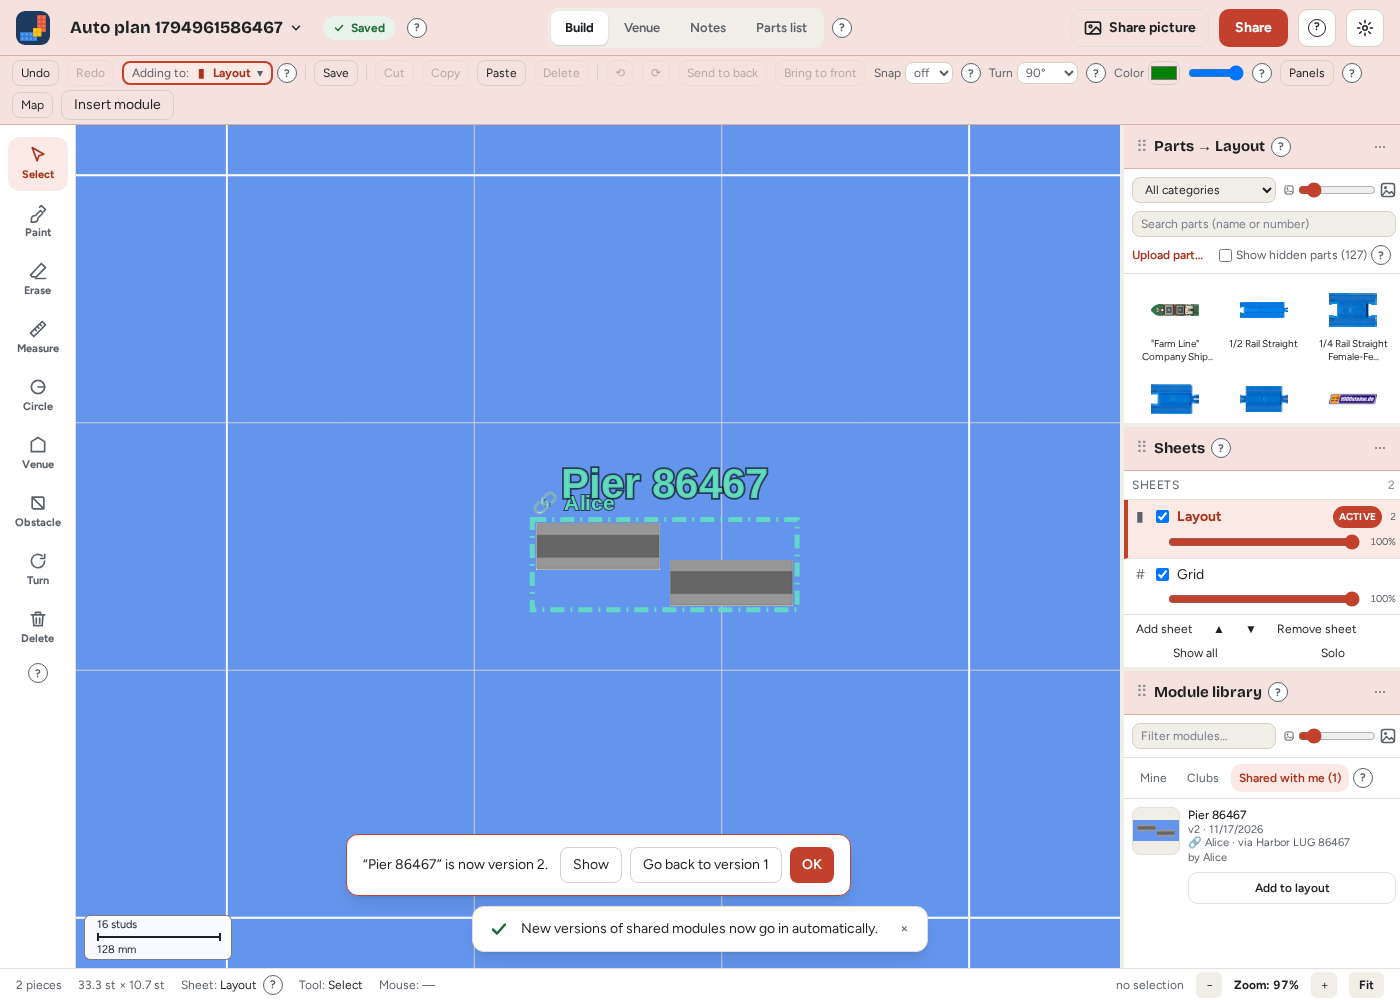 Auto plan 1794961586467
Saved
?
Build
Venue
Notes
Parts list
?
Share picture
Share
?
Undo
Redo
Adding to: Layout
?
Save
Cut
Copy
Paste
Delete
Send to back
Bring to front
Snap off
?
Turn 90°
?
Color
?
Panels
?
Map
Insert module
Select
Paint
Erase
Measure
Circle
Venue
Obstacle
Turn
Delete
?
Pier 86467
Alice
"Pier 86467" is now version 2.
Show
Go back to version 1
OK
New versions of shared modules now go in automatically.
×
16 studs
128 mm
Parts → Layout
?
All categories
Search parts (name or number)
Upload part...
Show hidden parts (127)
?
"Farm Line"
Company Ship...
1/2 Rail Straight
1/4 Rail Straight
Female-Fe...
Sheets
?
SHEETS
2
Layout
ACTIVE
2
100%
# Grid
100%
Add sheet
▲
▼
Remove sheet
Show all
Solo
Module library
?
Filter modules...
Mine
Clubs
Shared with me (1)
?
Pier 86467
v2 · 11/17/2026
Alice · via Harbor LUG 86467
by Alice
Add to layout
2 pieces
33.3 st × 10.7 st
Sheet: Layout
?
Tool: Select
Mouse: —
no selection
−
Zoom: 97%
+
Fit